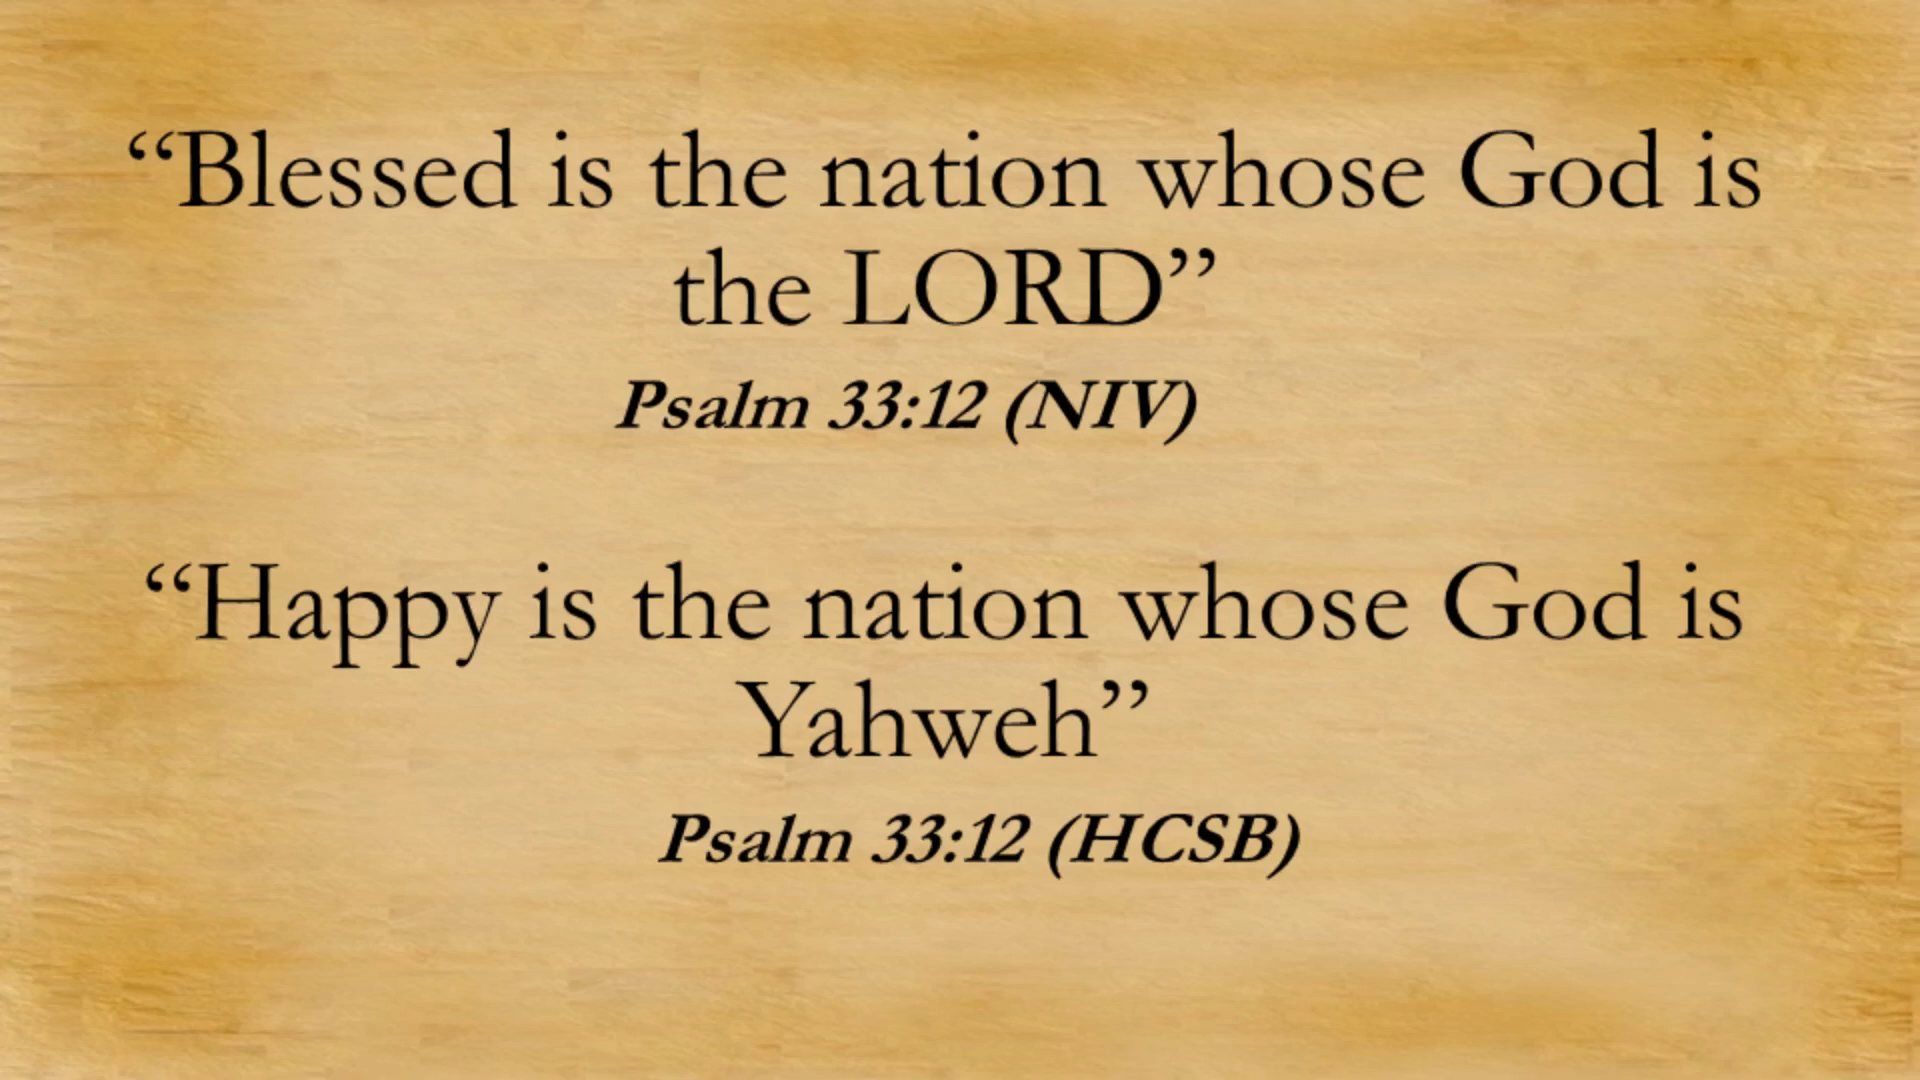 “Blessed is the nation whose God is
the LORD”
Psalm 33:12 (NIV)
“Happy is the nation whose God is
Yahweh”
Psalm 33:12 (HCSB)